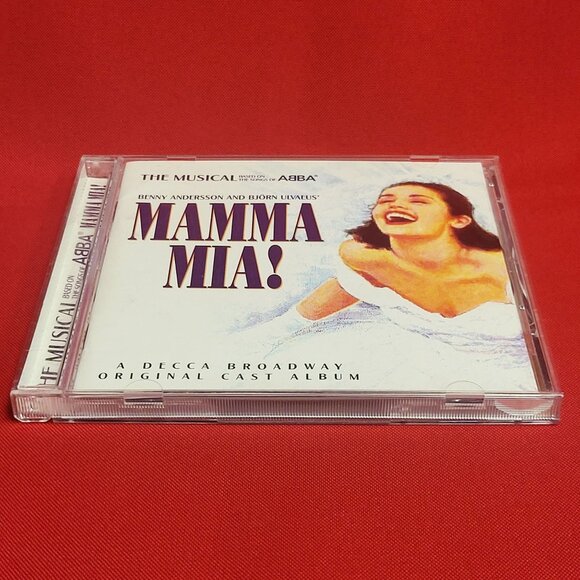 THE MUSICAL BASED ON THE SONGS OF ABBA
BENNY ANDERSSON AND BJÖRN ULVAEUS'
MAMMA
MIA!
A DECCA BROADWAY
ORIGINAL CAST ALBUM
THE MUSICAL BASED ON THE SONGS OF ABBA MAMMA MIA!